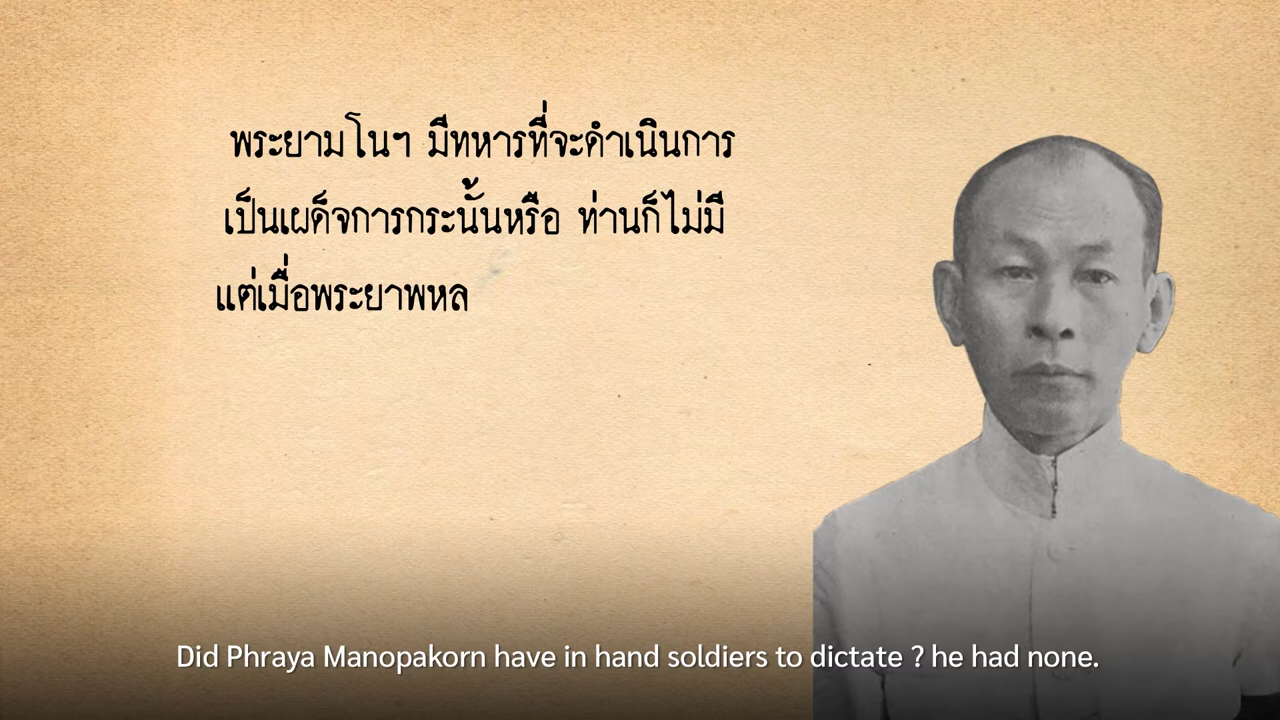 พระยามโนฯ มีทหารที่จะดำเนินการ
เป็นเผด็จการกระนั้นหรือ ท่านก็ไม่มี
แต่เมื่อพระยาพหล
Did Phraya Manopakorn have in hand soldiers to dictate ? he had none.